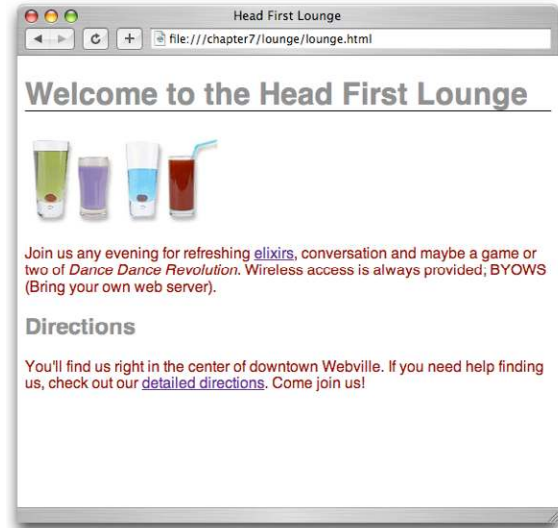 Head First Lounge
file:///chapter7/lounge/lounge.html
Welcome to the Head First Lounge
Join us any evening for refreshing elixirs, conversation and maybe a game or
two of Dance Dance Revolution. Wireless access is always provided; BYOWS
(Bring your own web server).
Directions
You'll find us right in the center of downtown Webville. If you need help finding
us, check out our detailed directions. Come join us!